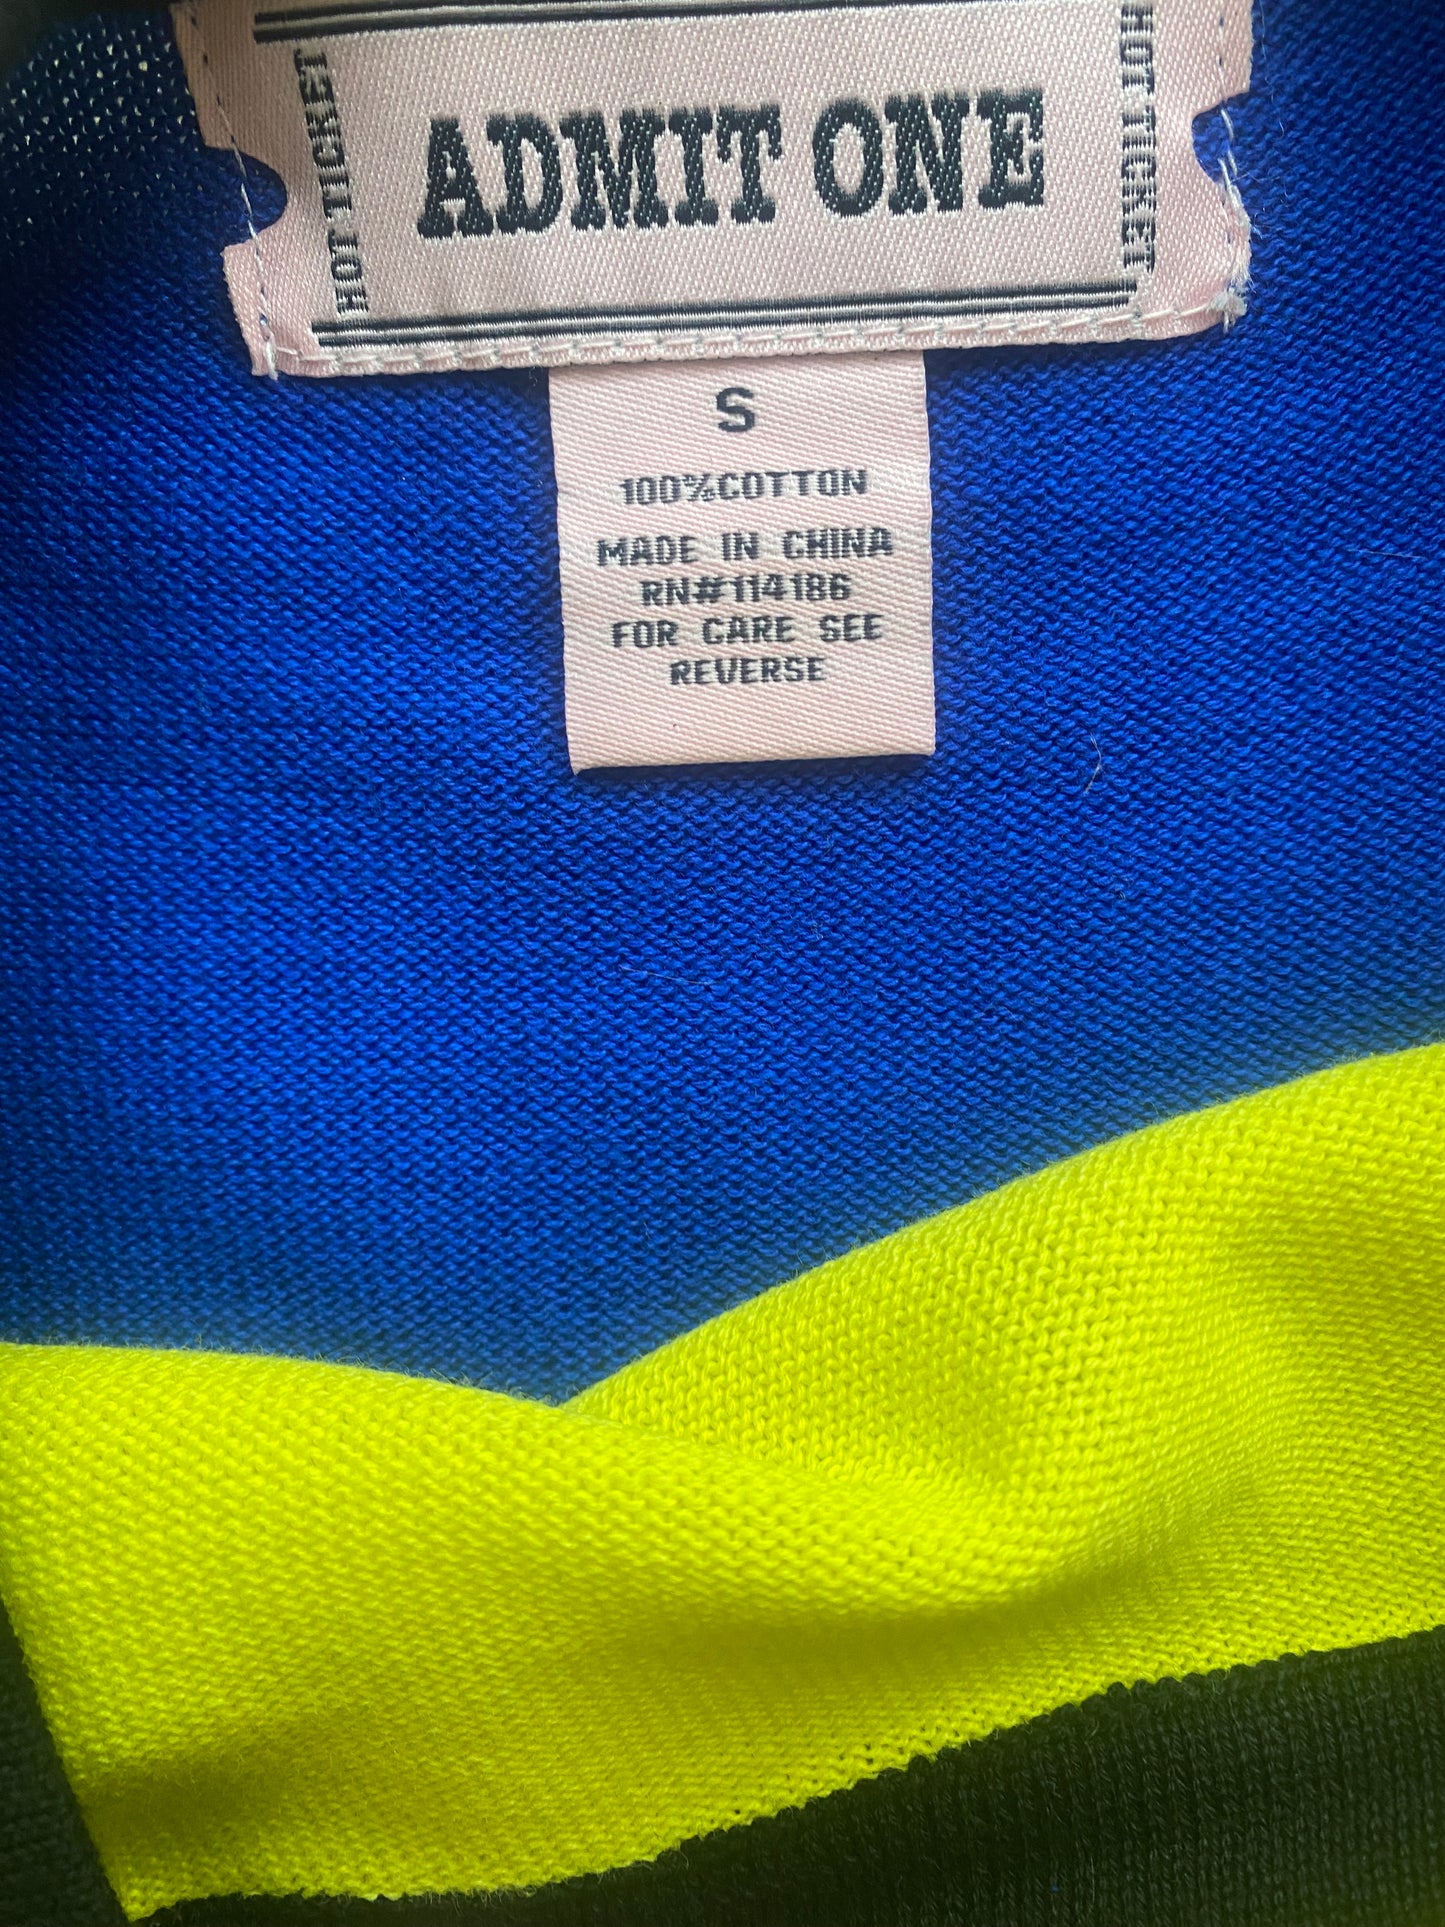 HOT TICKET
ADMIT ONE
HOT TICKET
S
100%COTTON
MADE IN CHINA
RN#114186
FOR CARE SEE
REVERSE